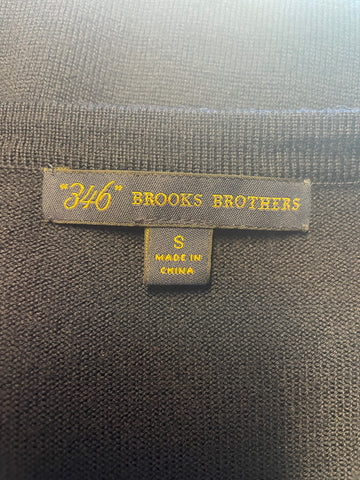 "346" BROOKS BROTHERS
S
MADE IN
CHINA